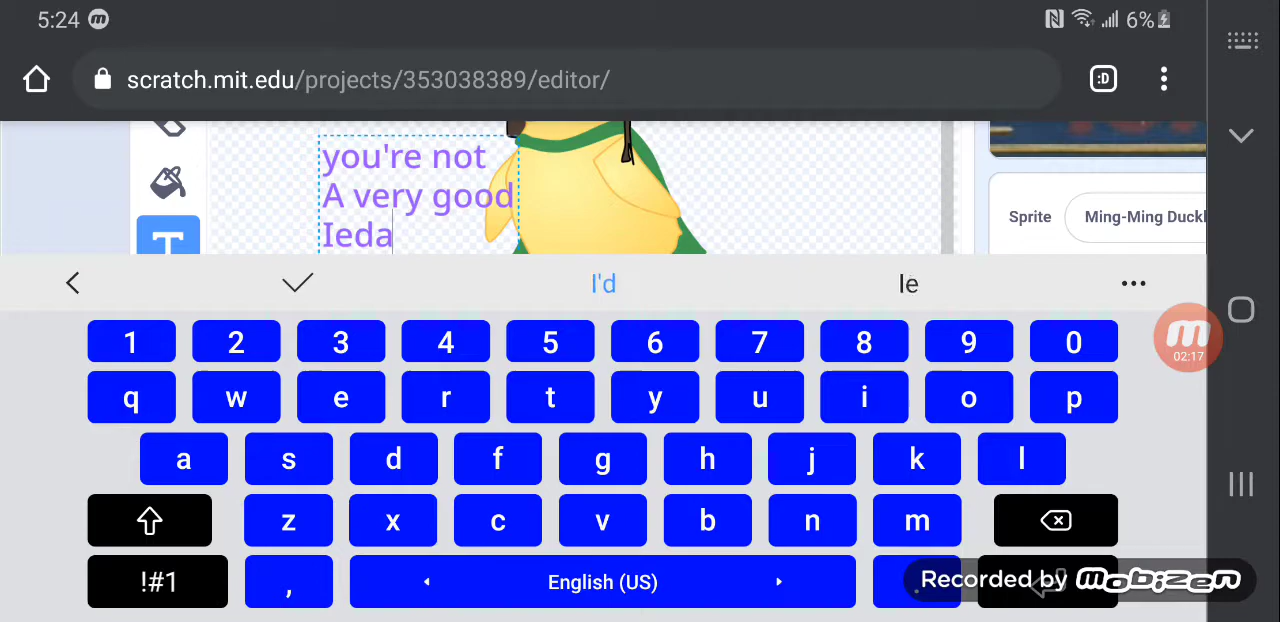 5:24 m 6%
scratch.mit.edu/projects/353038389/editor/ :D
you're not
A very good
Ieda
T
Sprite Ming-Ming Duckl
I'd le
m
02:17
1 2 3 4 5 6 7 8 9 0
q w e r t y u i o p
a s d f g h j k l
z x c v b n m
!#1 , English (US) .
Recorded by mobizen